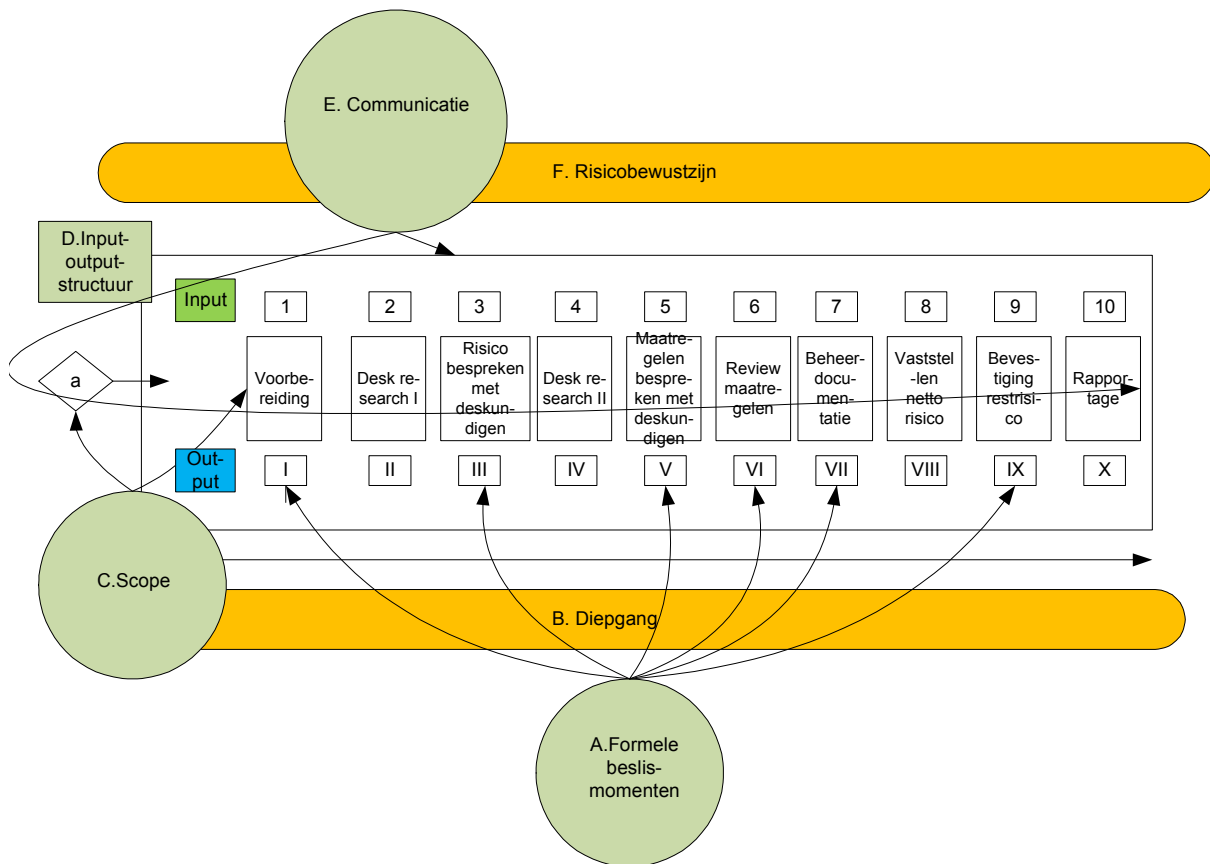 E. Communicatie
F. Risicobewustzijn
D.Input-
output-
structuur
Input
1
2
3
4
5
6
7
8
9
10
a
Voorbe-
reiding
Desk re-
search I
Risico
bespreken
met
deskun-
digen
Desk re-
search II
Maatre-
gelen
bespre-
ken met
deskundigen
Review
maatre-
gelen
Beheer-
docu-
men-
tatie
Vaststel
-len
netto
risico
Beves-
tiging
restrisi-
co
Rappor-
tage
Out-
put
I
II
III
IV
V
VI
VII
VIII
IX
X
C.Scope
B. Diepgang
A.Formele
beslis-
momenten